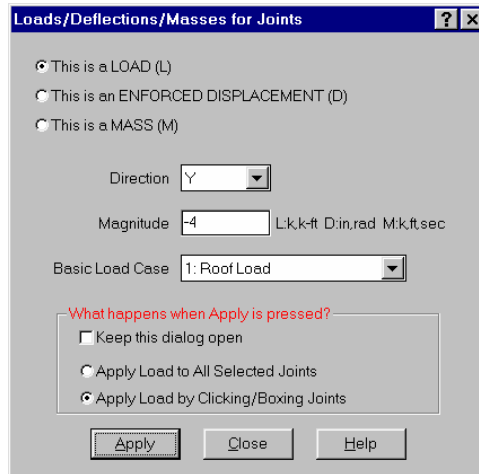 Loads/Deflections/Masses for Joints
This is a LOAD (L)
This is an ENFORCED DISPLACEMENT (D)
This is a MASS (M)
Direction Y
Magnitude -4 L:k,k-ft D:in,rad M:k,ft,sec
Basic Load Case 1: Roof Load
What happens when Apply is pressed?
Keep this dialog open
Apply Load to All Selected Joints
Apply Load by Clicking/Boxing Joints
Apply Close Help